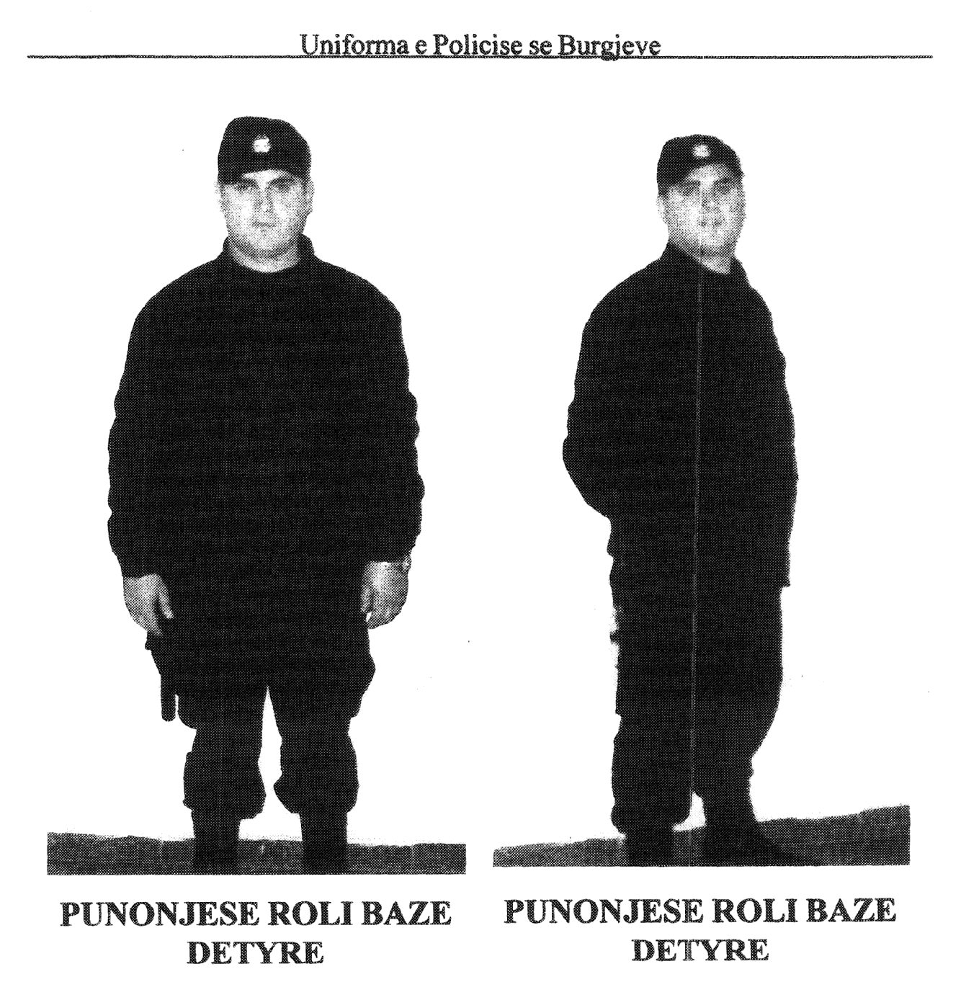 Uniforma e Policise se Burgjeve
PUNONJESE ROLI BAZE
DETYRE
PUNONJESE ROLI BAZE
DETYRE